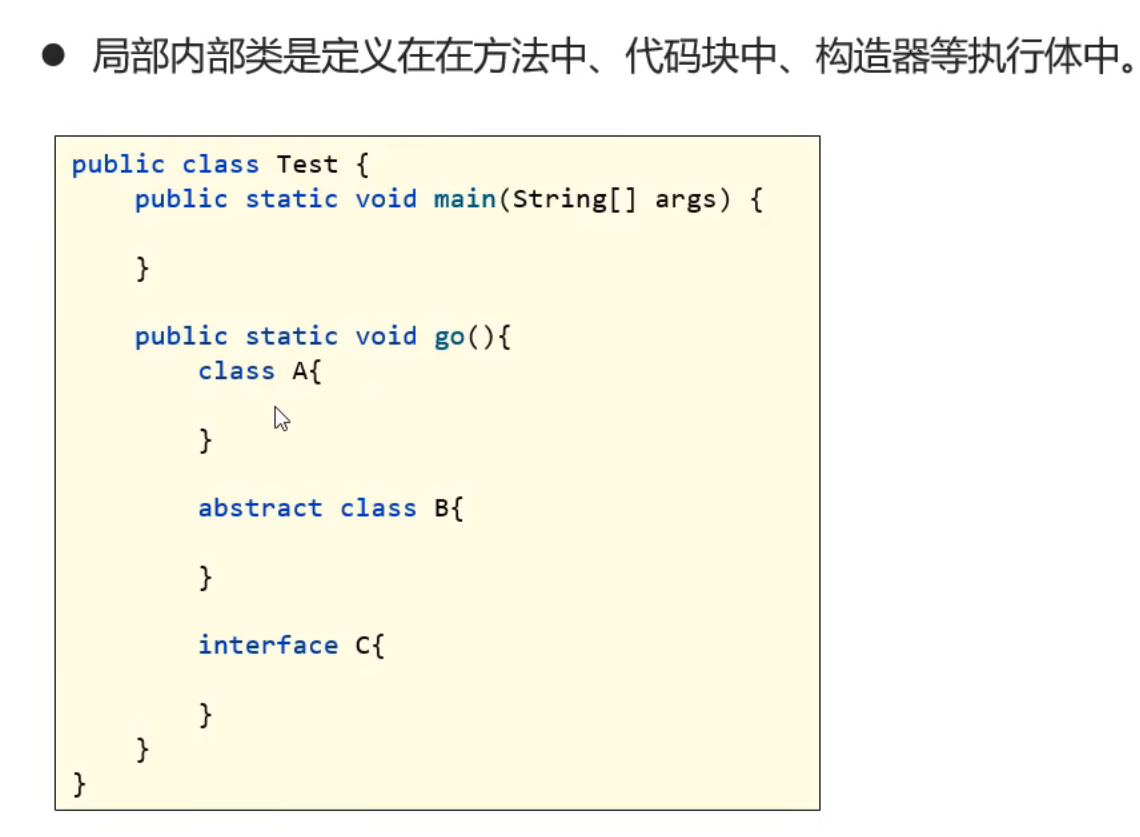 ● 局部内部类是定义在在方法中、代码块中、构造器等执行体中。
public class Test {
    public static void main(String[] args) {
    }
    public static void go(){
        class A{
        }
        abstract class B{
        }
        interface C{
        }
    }
}